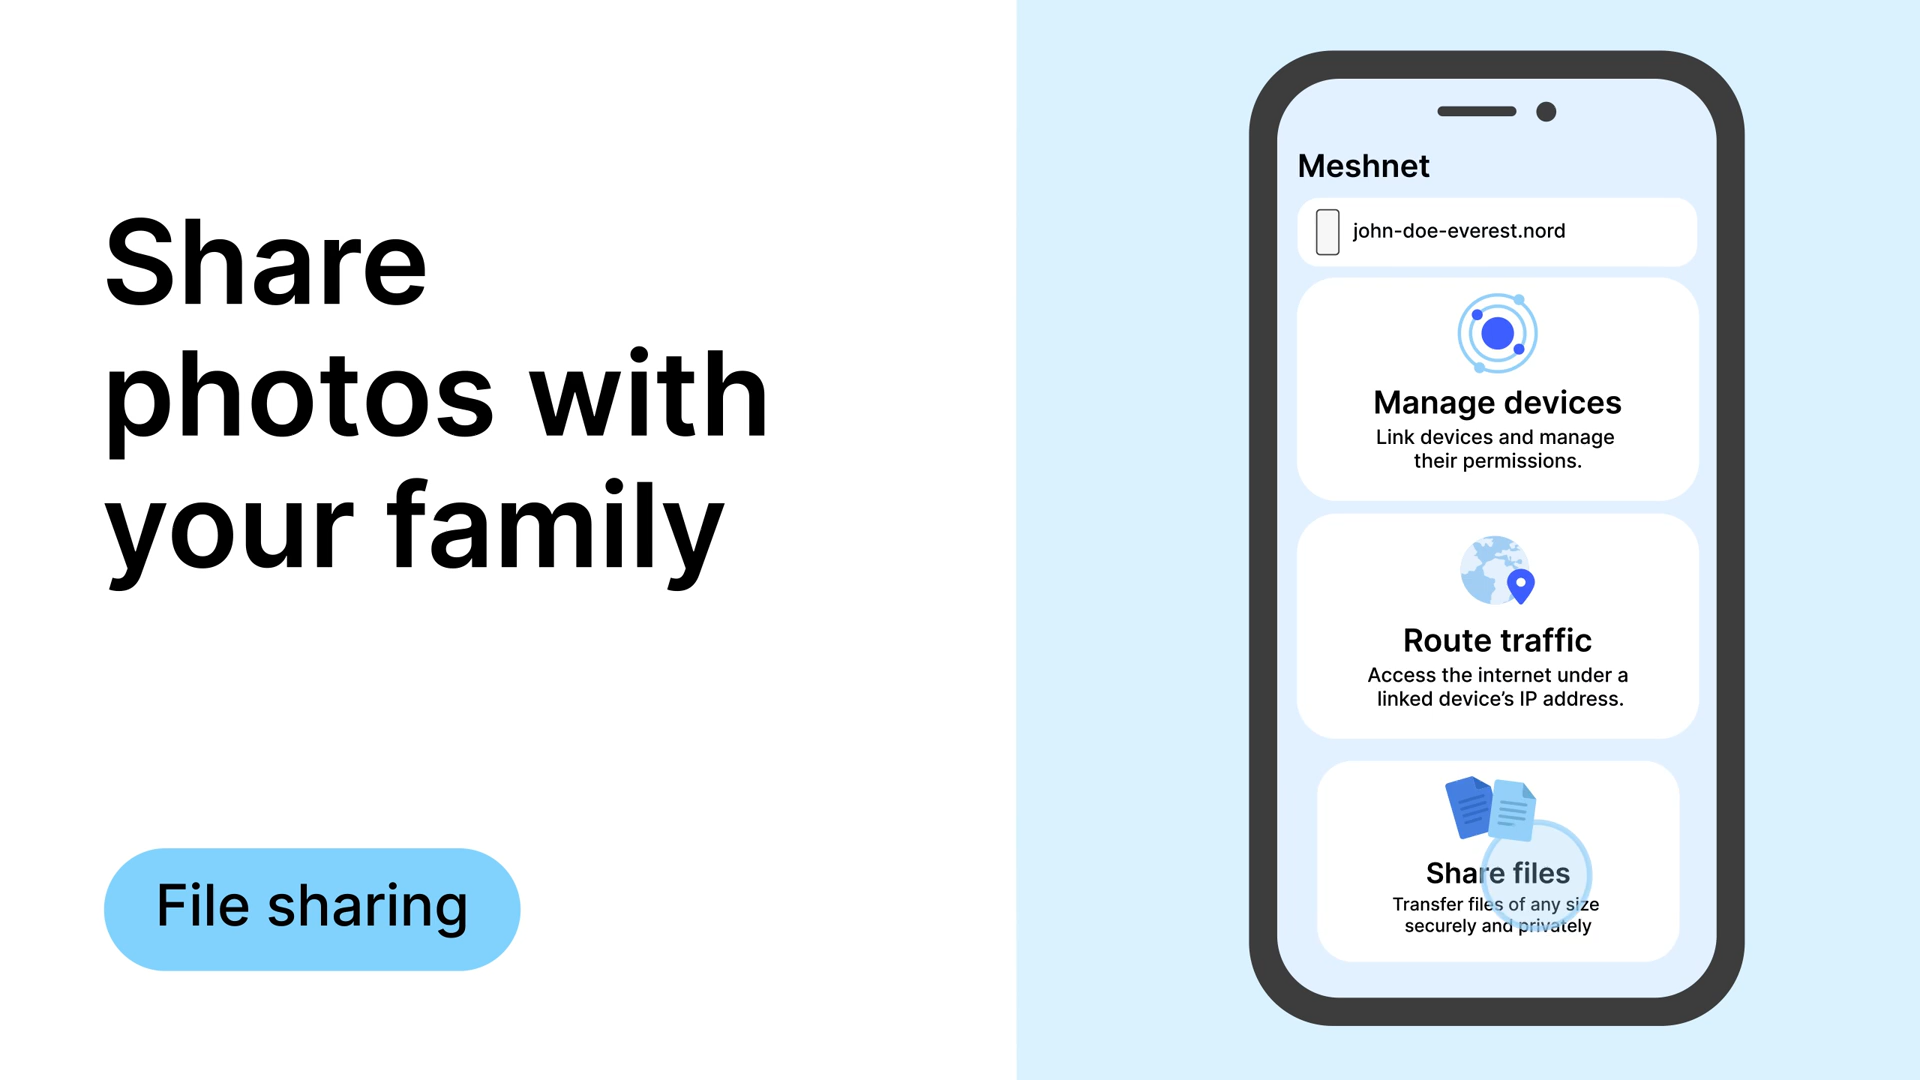 Share
photos with
your family
File sharing
Meshnet
john-doe-everest.nord
Manage devices
Link devices and manage
their permissions.
Route traffic
Access the internet under a
linked device’s IP address.
Share files
Transfer files of any size
securely and privately